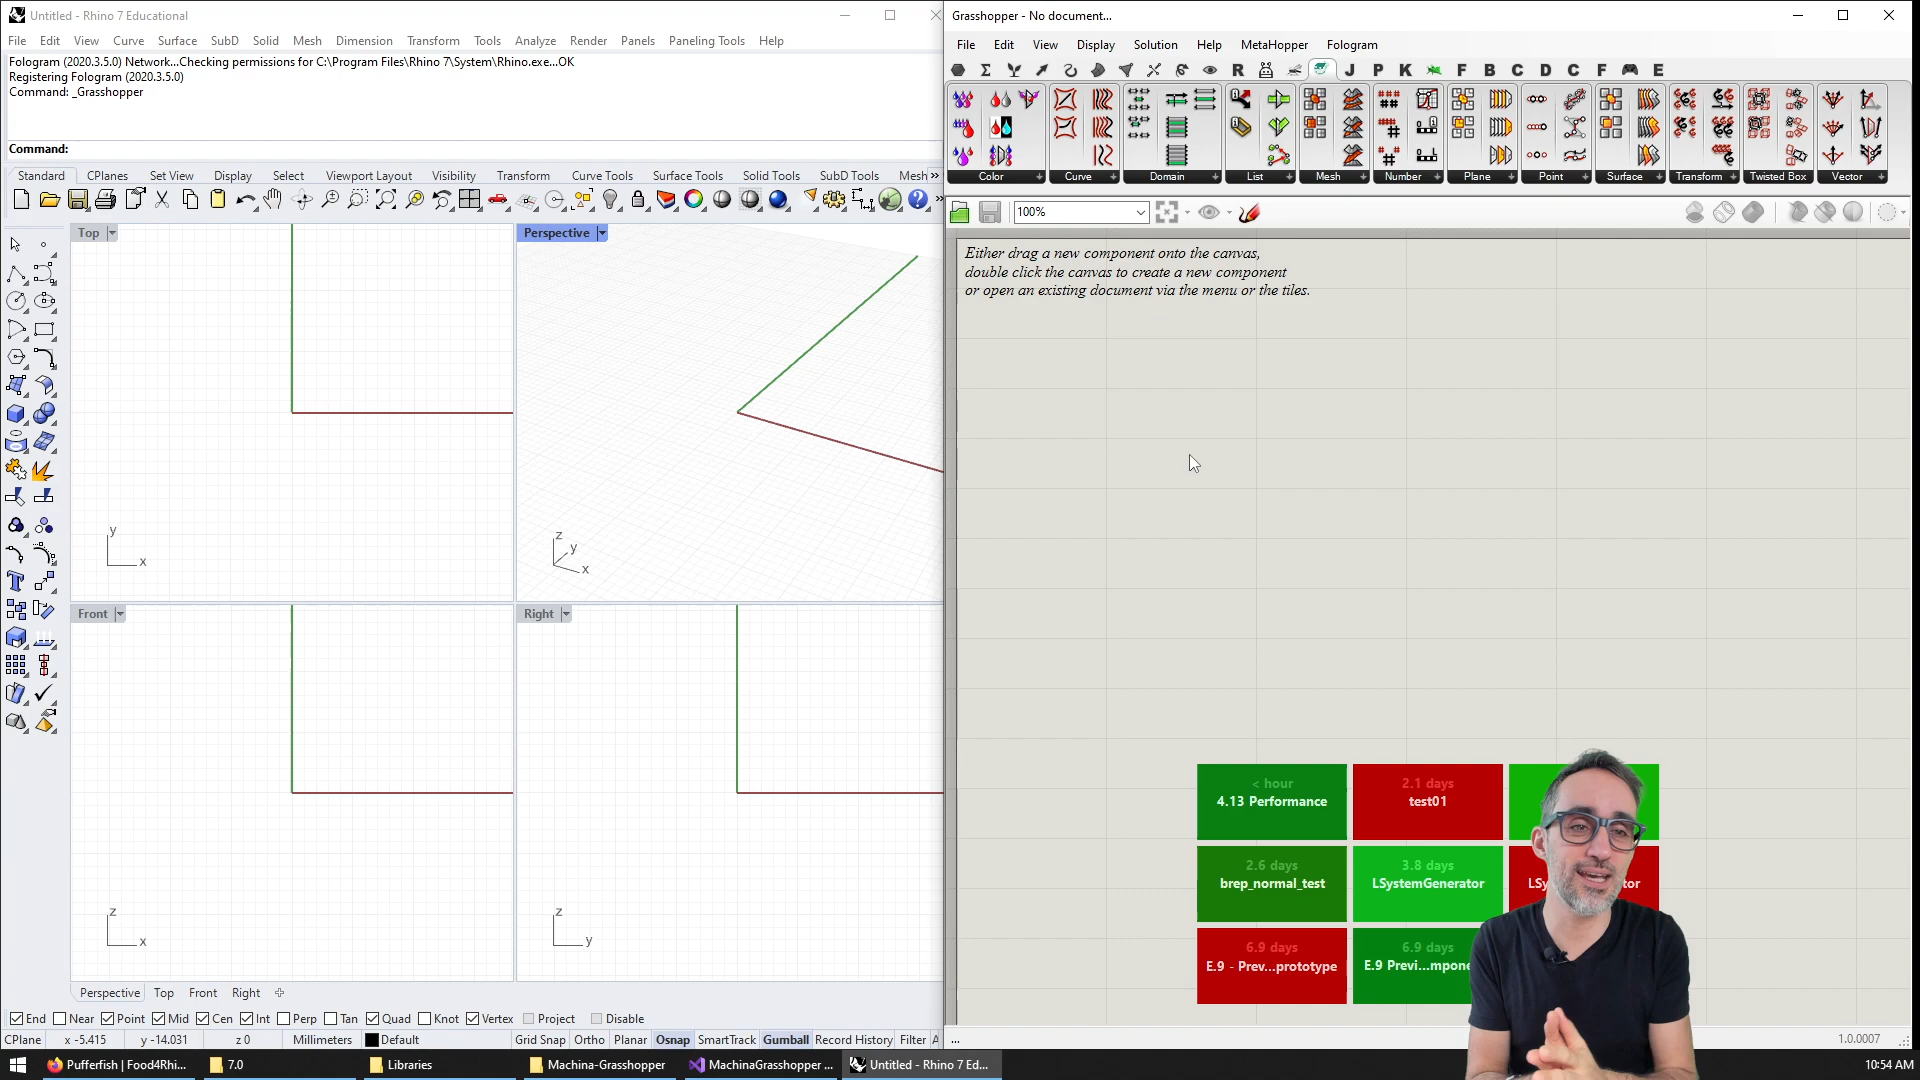 Untitled - Rhino 7 Educational
File Edit View Curve Surface SubD Solid Mesh Dimension Transform Tools Analyze Render Panels Paneling Tools Help
Fologram (2020.3.5.0) Network...Checking permissions for C:\Program Files\Rhino 7\System\Rhino.exe...OK
Registering Fologram (2020.3.5.0)
Command: _Grasshopper
Command:
Standard CPlanes Set View Display Select Viewport Layout Visibility Transform Curve Tools Surface Tools Solid Tools SubD Tools Mesh »
Top
Perspective
y
x
z
y
x
Front
Right
z
x
z
y
Perspective Top Front Right
End Near Point Mid Cen Int Perp Tan Quad Knot Vertex Project Disable
CPlane x -5.415 y -14.031 z 0 Millimeters Default Grid Snap Ortho Planar Osnap SmartTrack Gumball Record History Filter A
Grasshopper - No document...
File Edit View Display Solution Help MetaHopper Fologram
R J P K F B C D C F E
Color Curve Domain List Mesh Number Plane Point Surface Transform Twisted Box Vector
100%
Either drag a new component onto the canvas,
double click the canvas to create a new component
or open an existing document via the menu or the tiles.
< hour
4.13 Performance
2.1 days
test01
2.6 days
brep_normal_test
3.8 days
LSystemGenerator
6.9 days
E.9 - Prev...prototype
6.9 days
E.9 Previ...mpone
...
1.0.0007
Pufferfish | Food4Rhi... 7.0 Libraries Machina-Grasshopper MachinaGrasshopper ... Untitled - Rhino 7 Ed... 10:54 AM